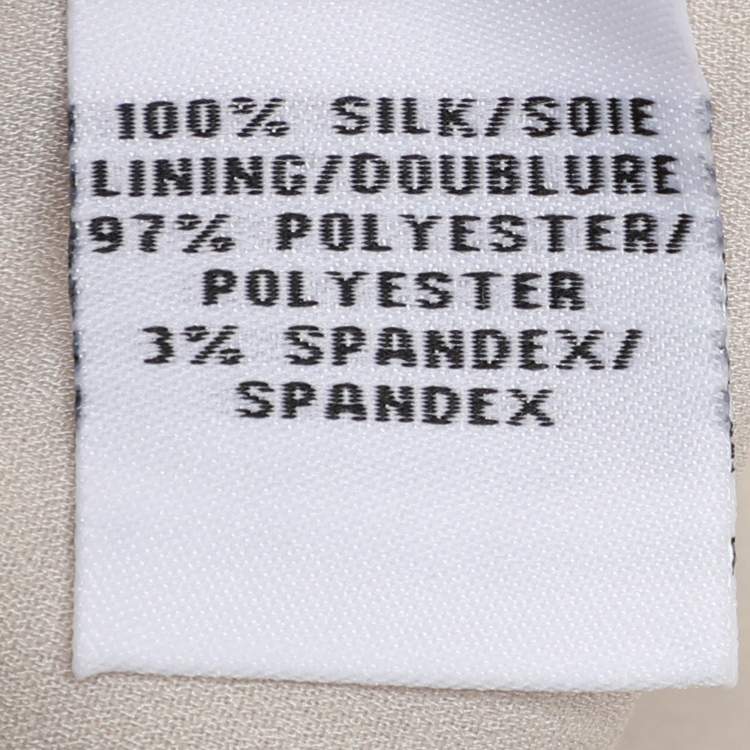 100% SILK/SOIE
LINING/DOUBLURE
97% POLYESTER/
POLYESTER
3% SPANDEX/
SPANDEX